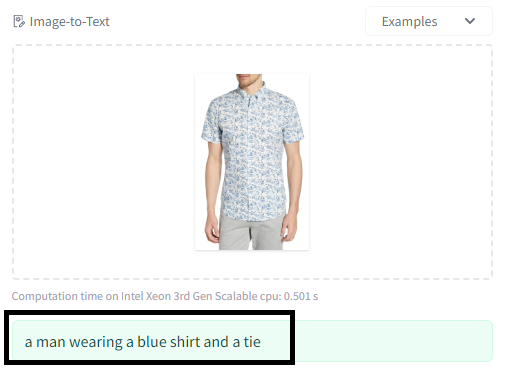 Image-to-Text
Examples
Computation time on Intel Xeon 3rd Gen Scalable cpu: 0.501 s
a man wearing a blue shirt and a tie